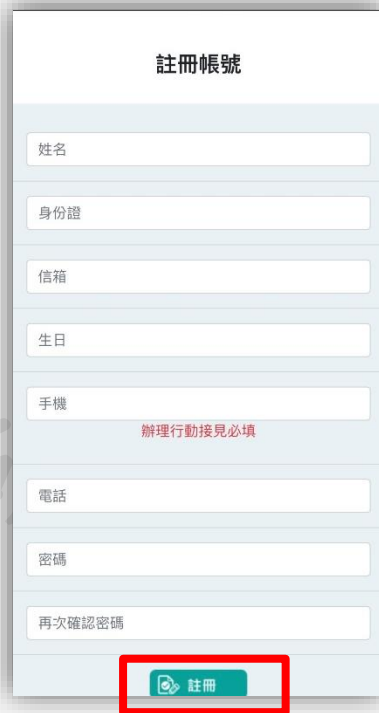 註冊帳號
姓名
身份證
信箱
生日
手機
辦理行動接見必填
電話
密碼
再次確認密碼
註冊